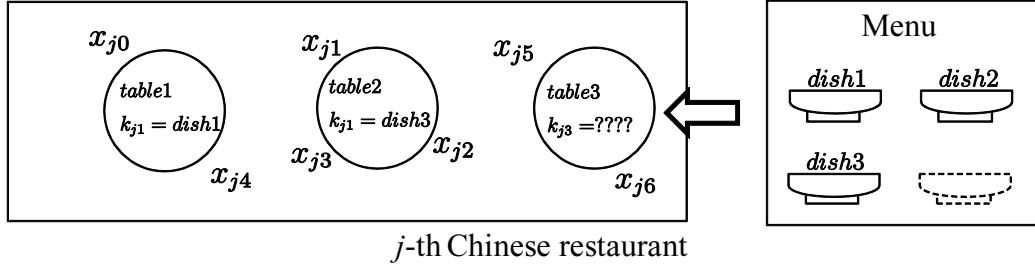 x_{j0}
table1
k_{j1} = dish1
x_{j4}
x_{j1}
table2
k_{j1} = dish3
x_{j3}
x_{j2}
x_{j5}
table3
k_{j3} =????
x_{j6}
Menu
dish1
dish2
dish3
j-th Chinese restaurant